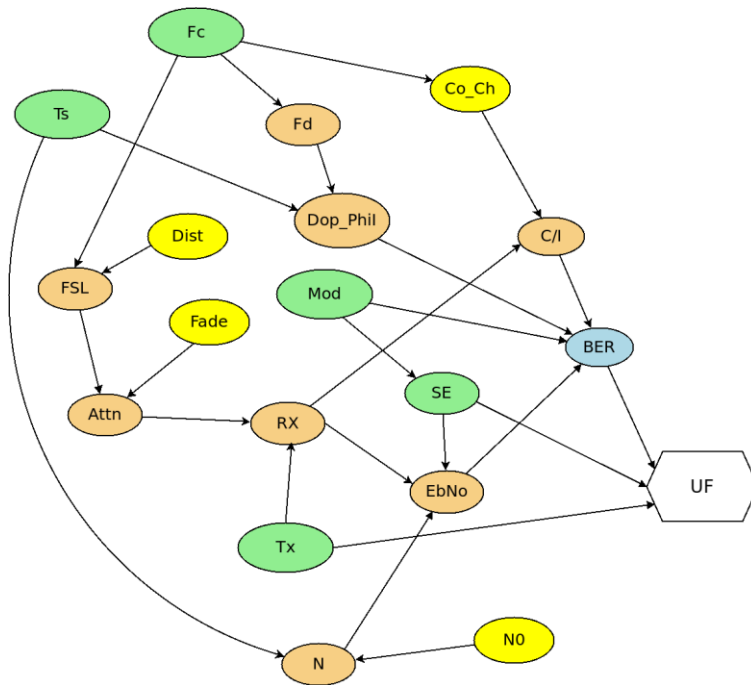 Fc
Co_Ch
Ts
Fd
Dop_Phil
Dist
C/I
FSL
Mod
Fade
BER
SE
Attn
RX
EbNo
UF
Tx
N0
N